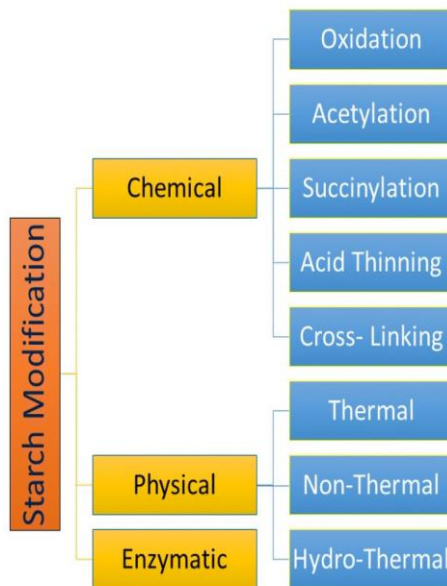 Starch Modification
Chemical
Oxidation
Acetylation
Succinylation
Acid Thinning
Cross- Linking
Physical
Thermal
Non-Thermal
Hydro-Thermal
Enzymatic